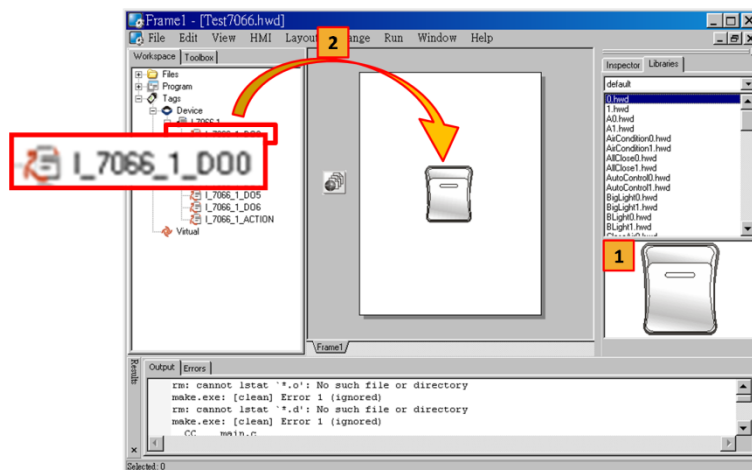 Frame1 - [Test7066.hwd]
File Edit View HMI Layou 2 ange Run Window Help
Workspace Toolbox
Files
Program
Tags
Device
I_7066_1
I_7066_1_DO0
I_7066_1_DO5
I_7066_1_DO6
I_7066_1_ACTION
Virtual
Frame1
Inspector Libraries
default
0.hwd
1.hwd
A0.hwd
A1.hwd
AirCondition0.hwd
AirCondition1.hwd
AllClose0.hwd
AllClose1.hwd
AutoControl0.hwd
AutoControl1.hwd
BigLight0.hwd
BigLight1.hwd
BLight0.hwd
BLight1.hwd
1
Results
Output Errors
rm: cannot lstat `*.o': No such file or directory
make.exe: [clean] Error 1 (ignored)
rm: cannot lstat `*.d': No such file or directory
make.exe: [clean] Error 1 (ignored)
CC main.c
Selected: 0